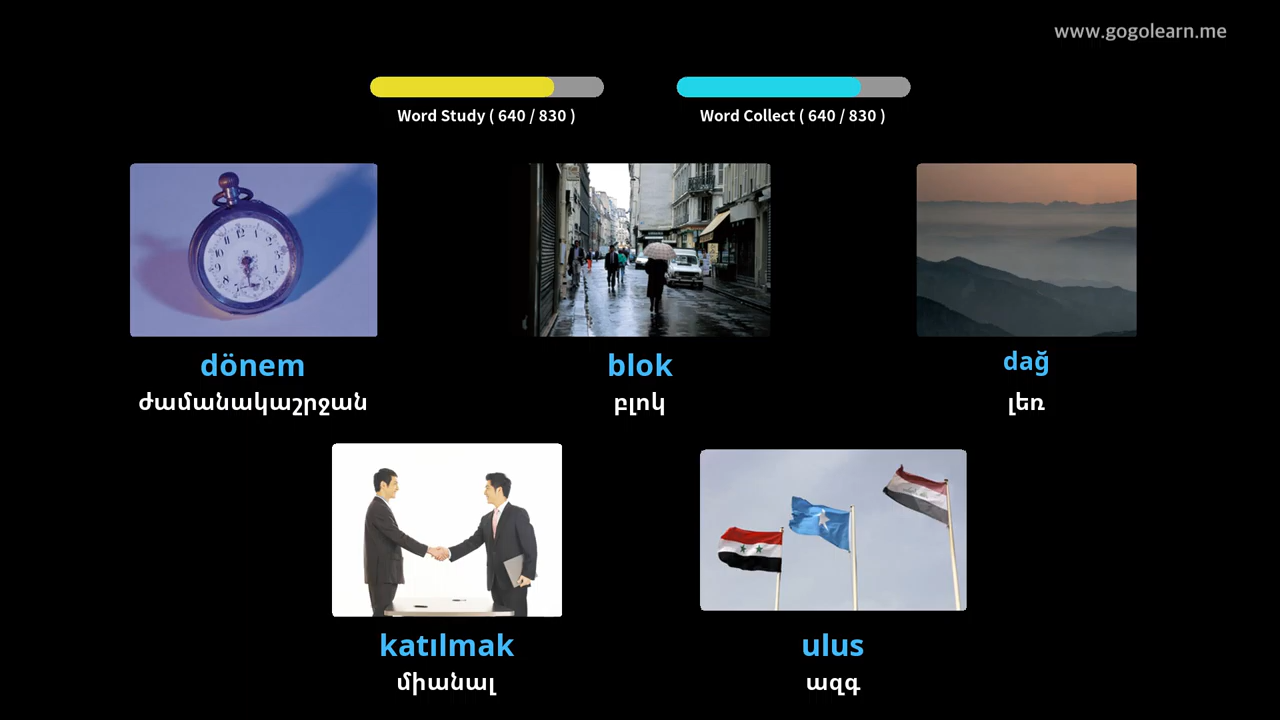 www.gogolearn.me
Word Study ( 640 / 830 )
Word Collect ( 640 / 830 )
dönem
ժամանակաշրջան
blok
բլոկ
dağ
լեռ
katılmak
միանալ
ulus
ազգ